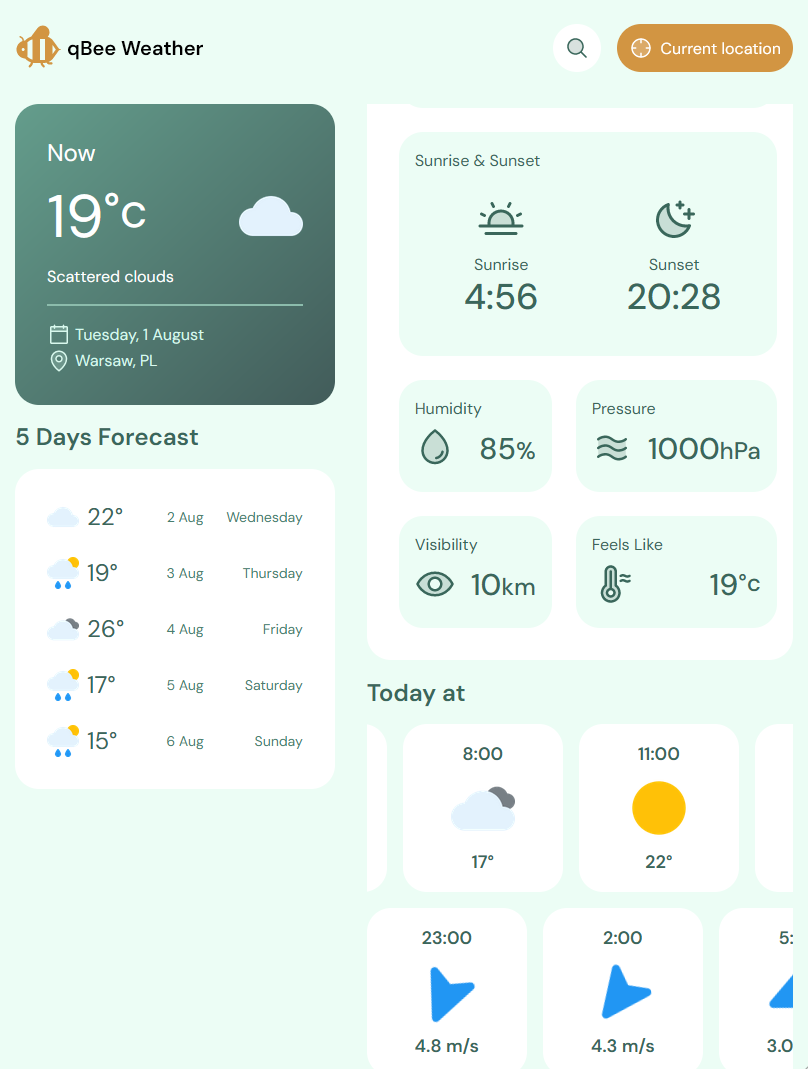 qBee Weather
Current location
Now
19°c
Scattered clouds
Tuesday, 1 August
Warsaw, PL
5 Days Forecast
22° 2 Aug Wednesday
19° 3 Aug Thursday
26° 4 Aug Friday
17° 5 Aug Saturday
15° 6 Aug Sunday
Sunrise & Sunset
Sunrise
4:56
Sunset
20:28
Humidity
85%
Pressure
1000hPa
Visibility
10km
Feels Like
19°c
Today at
8:00
17°
11:00
22°
23:00
4.8 m/s
2:00
4.3 m/s
5:
3.0